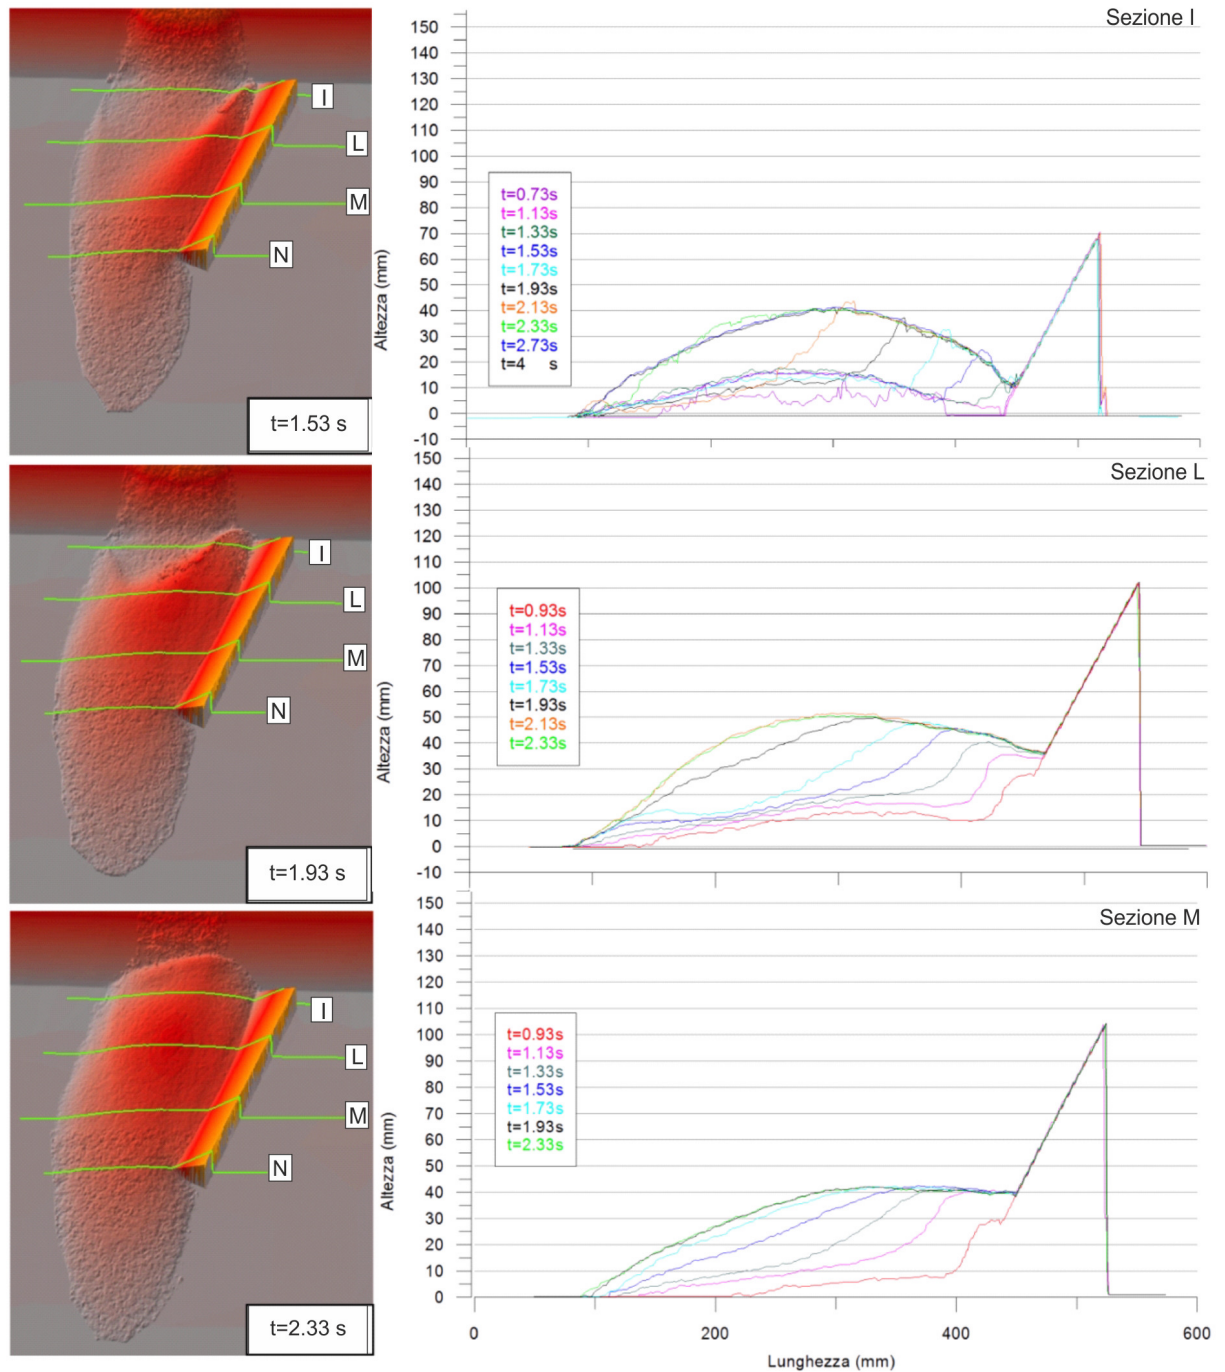 I
L
M
N
t=1.53 s
Sezione I
150
140
130
120
110
100
90
80
70
60
50
40
30
20
10
0
-10
Altezza (mm)
t=0.73s
t=1.13s
t=1.33s
t=1.53s
t=1.73s
t=1.93s
t=2.13s
t=2.33s
t=2.73s
t=4 s
I
L
M
N
t=1.93 s
Sezione L
150
140
130
120
110
100
90
80
70
60
50
40
30
20
10
0
-10
Altezza (mm)
t=0.93s
t=1.13s
t=1.33s
t=1.53s
t=1.73s
t=1.93s
t=2.13s
t=2.33s
I
L
M
N
t=2.33 s
Sezione M
150
140
130
120
110
100
90
80
70
60
50
40
30
20
10
0
Altezza (mm)
t=0.93s
t=1.13s
t=1.33s
t=1.53s
t=1.73s
t=1.93s
t=2.33s
0 200 400 600
Lunghezza (mm)